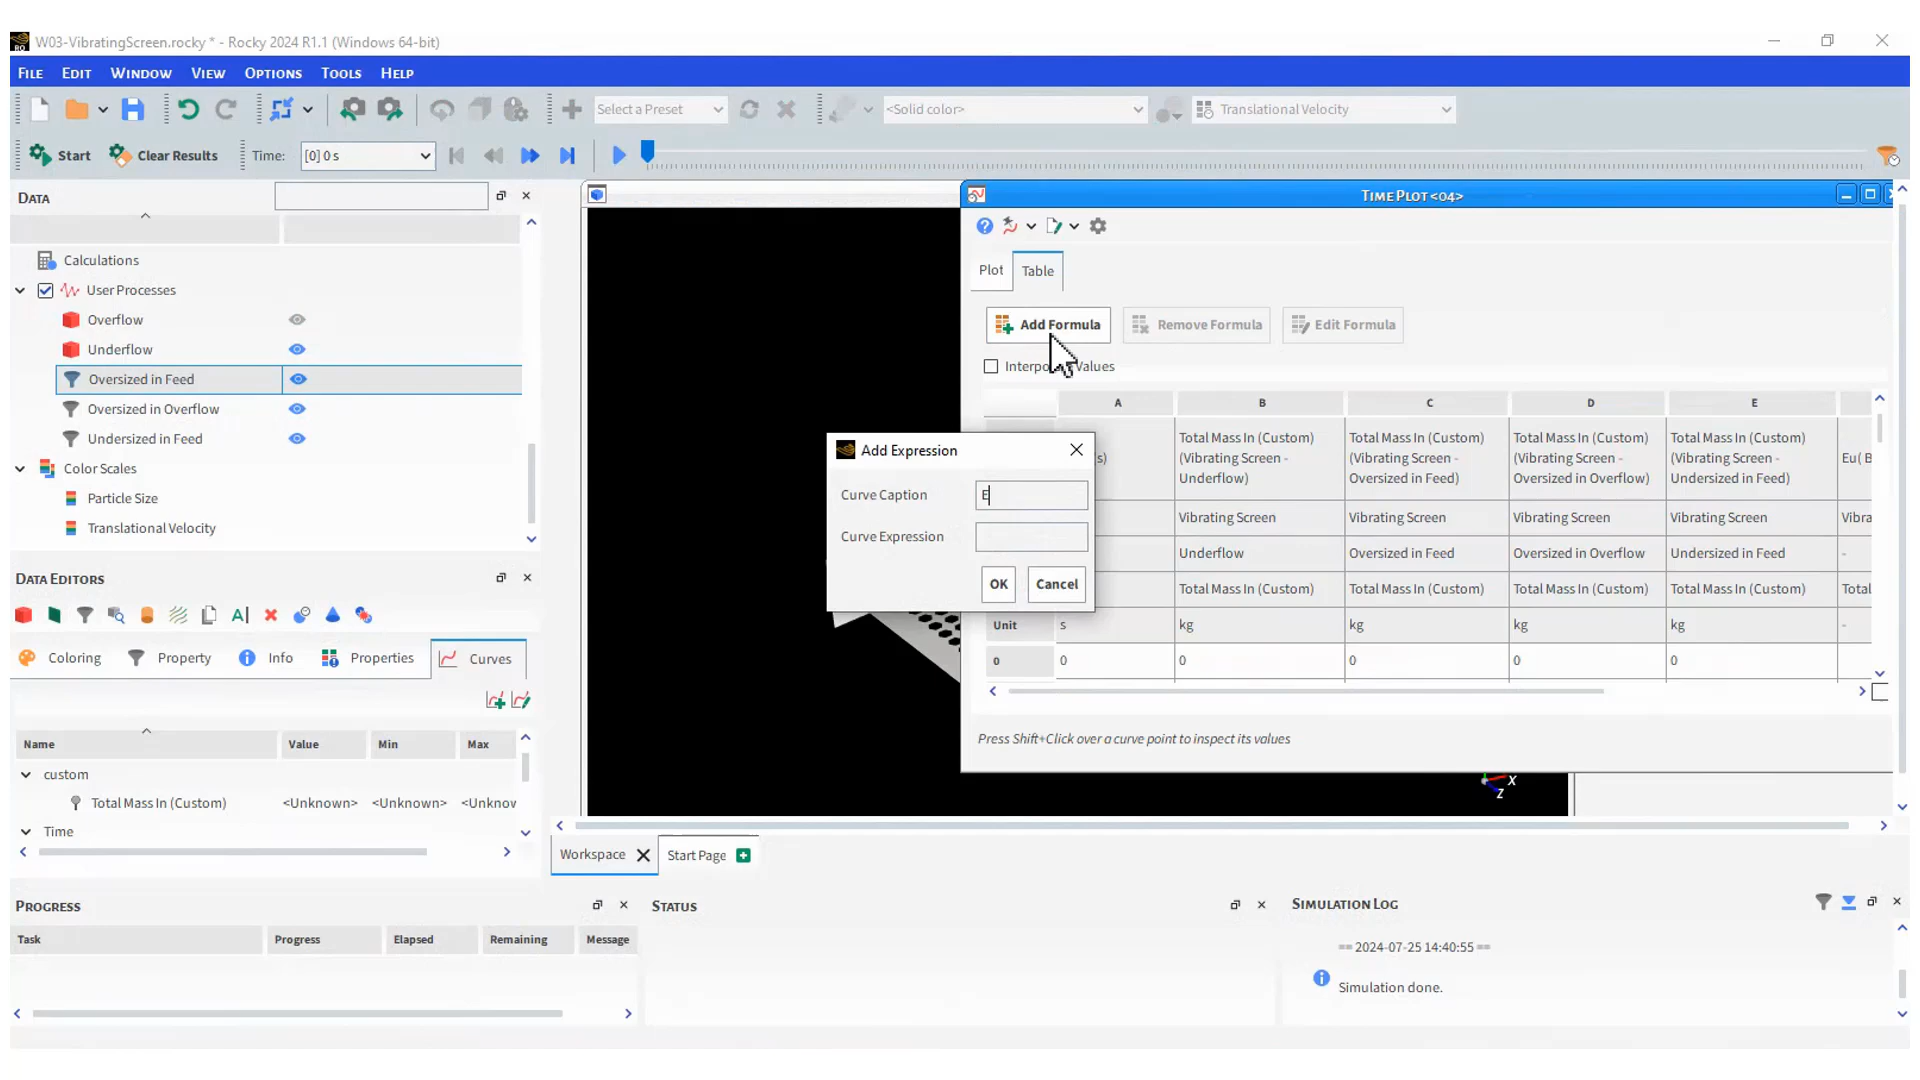 W03-VibratingScreen.rocky * - Rocky 2024 R1.1 (Windows 64-bit)
FILE EDIT WINDOW VIEW OPTIONS TOOLS HELP
Select a Preset <Solid color> Translational Velocity
Start Clear Results Time: [0] 0 s
DATA
TIME PLOT <04>
Calculations
User Processes
Overflow
Underflow
Oversized in Feed
Oversized in Overflow
Undersized in Feed
Color Scales
Particle Size
Translational Velocity
Plot Table
Add Formula Remove Formula Edit Formula
Values
A B C D E
Total Mass In (Custom) Total Mass In (Custom) Total Mass In (Custom) Total Mass In (Custom)
s) (Vibrating Screen - (Vibrating Screen - (Vibrating Screen - (Vibrating Screen - Eu( B
Underflow) Oversized in Feed) Oversized in Overflow) Undersized in Feed)
Vibrating Screen Vibrating Screen Vibrating Screen Vibrating Screen Vibra
Underflow Oversized in Feed Oversized in Overflow Undersized in Feed -
Total Mass In (Custom) Total Mass In (Custom) Total Mass In (Custom) Total Mass In (Custom) Total
Unit s kg kg kg kg -
0 0 0 0 0 0
Press Shift+Click over a curve point to inspect its values
Add Expression
Curve Caption E
Curve Expression
OK Cancel
X
Z
DATA EDITORS
Coloring Property Info Properties Curves
Name Value Min Max
custom
Total Mass In (Custom) <Unknown> <Unknown> <Unknow
Time
Workspace Start Page
PROGRESS
Task Progress Elapsed Remaining Message
STATUS
SIMULATION LOG
== 2024-07-25 14:40:55 ==
Simulation done.